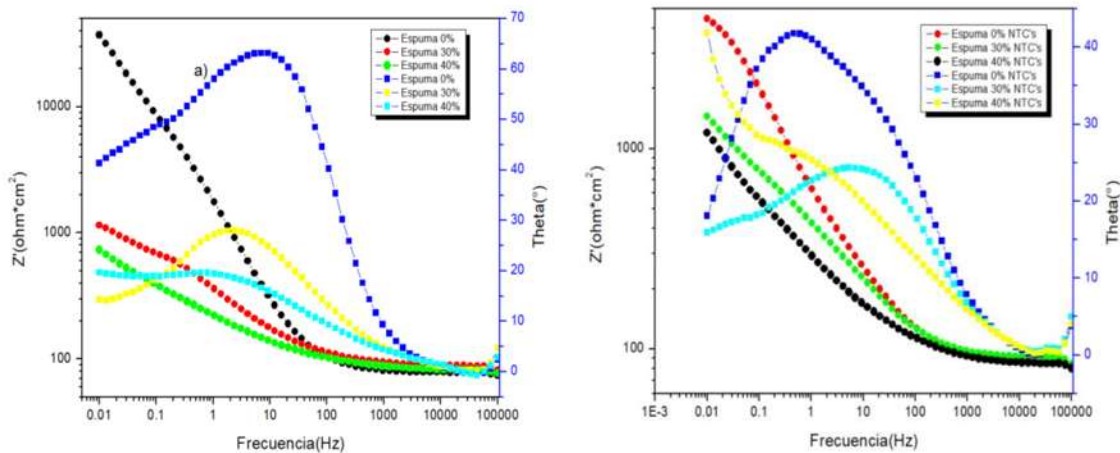 a)
Espuma 0%
Espuma 30%
Espuma 40%
Espuma 0%
Espuma 30%
Espuma 40%
10000
1000
100
Z'(ohm*cm²)
70
60
50
40
30
20
10
0
Theta(°)
0.01 0.1 1 10 100 1000 10000 100000
Frecuencia(Hz)
Espuma 0% NTC's
Espuma 30% NTC's
Espuma 40% NTC's
Espuma 0% NTC's
Espuma 30% NTC's
Espuma 40% NTC's
1000
100
Z'(ohm*cm²)
40
30
20
10
0
Theta(°)
1E-3 0.01 0.1 1 10 100 1000 10000 100000
Frecuencia(Hz)